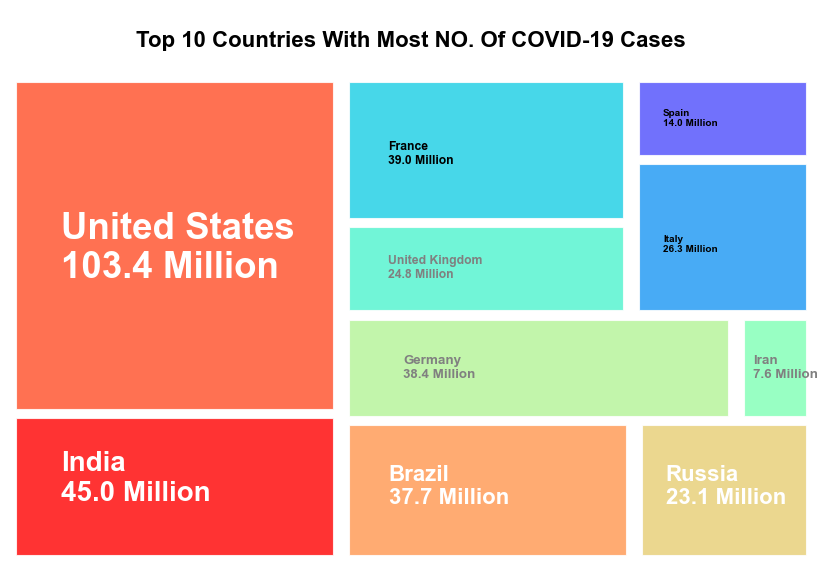 Top 10 Countries With Most NO. Of COVID-19 Cases
United States
103.4 Million
India
45.0 Million
France
39.0 Million
United Kingdom
24.8 Million
Spain
14.0 Million
Italy
26.3 Million
Germany
38.4 Million
Iran
7.6 Million
Brazil
37.7 Million
Russia
23.1 Million